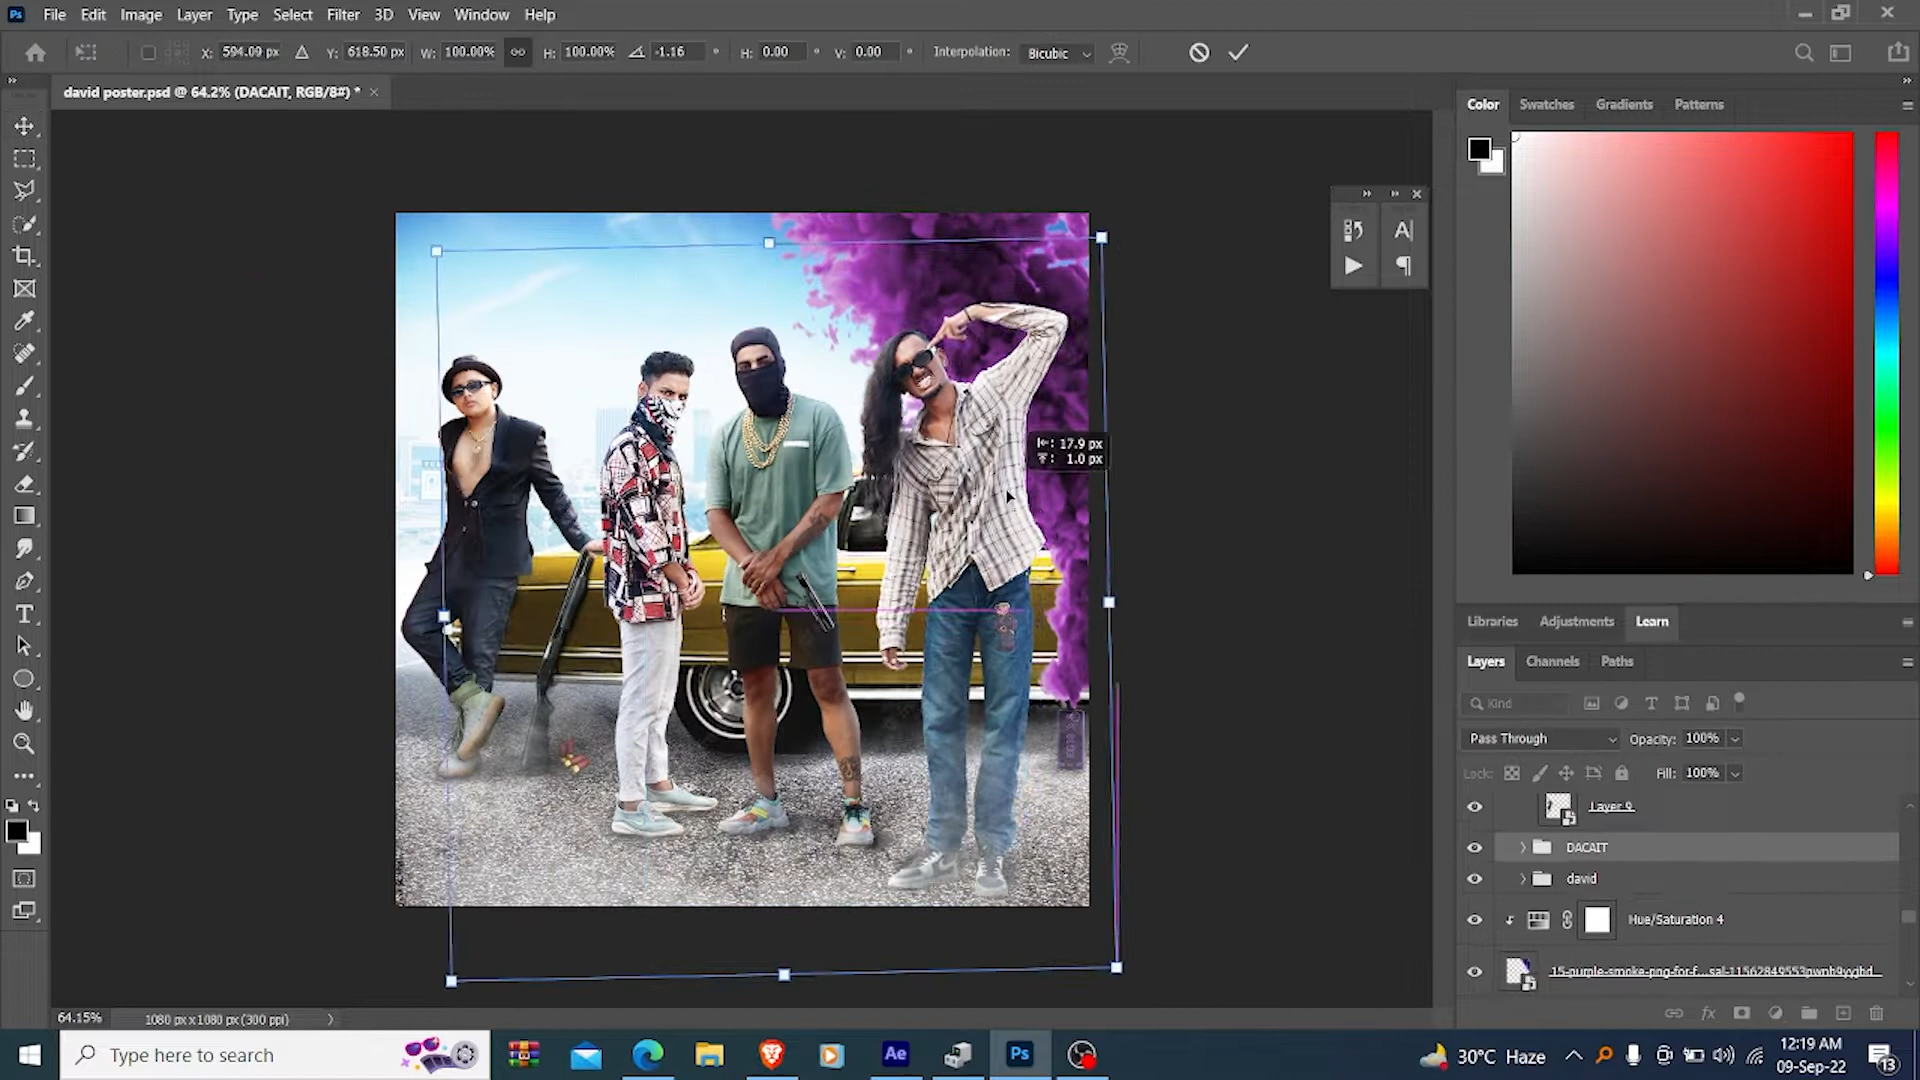 File Edit Image Layer Type Select Filter 3D View Window Help
X: 594.09 px Y: 618.50 px W: 100.00% H: 100.00% -1.16 ° H: 0.00 ° V: 0.00 ° Interpolation: Bicubic
david poster.psd @ 64.2% (DACAIT, RGB/8#) *
Color Swatches Gradients Patterns
17.9 px
1.0 px
Libraries Adjustments Learn
Layers Channels Paths
Kind
Pass Through Opacity: 100%
Lock: Fill: 100%
Layer 9
DACAIT
david
Hue/Saturation 4
64.15% 1080 px x 1080 px (300 ppi)
Type here to search
Ae
Ps
30°C Haze
12:19 AM
09-Sep-22
13